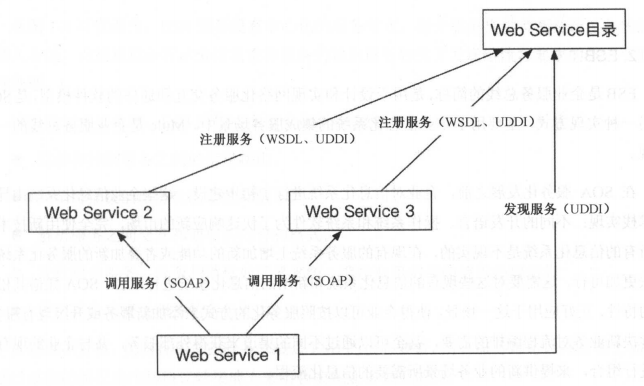 Web Service目录
注册服务（WSDL、UDDI）
注册服务（WSDL、UDDI）
Web Service 2
Web Service 3
发现服务（UDDI）
调用服务（SOAP）
调用服务（SOAP）
Web Service 1